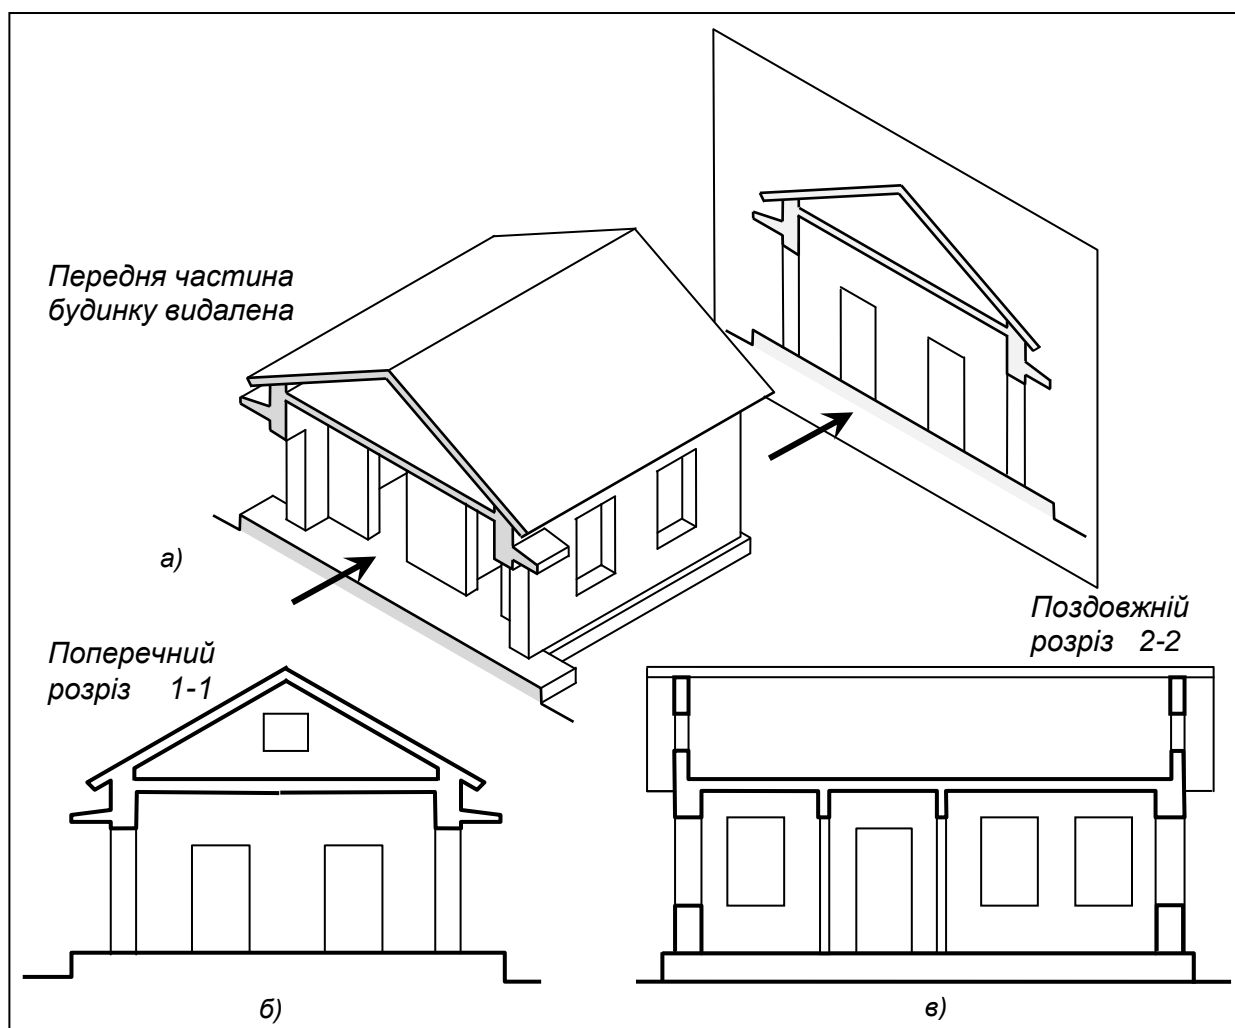 Передня частина
будинку видалена
а)
Поздовжній
розріз 2-2
Поперечний
розріз 1-1
б)
в)